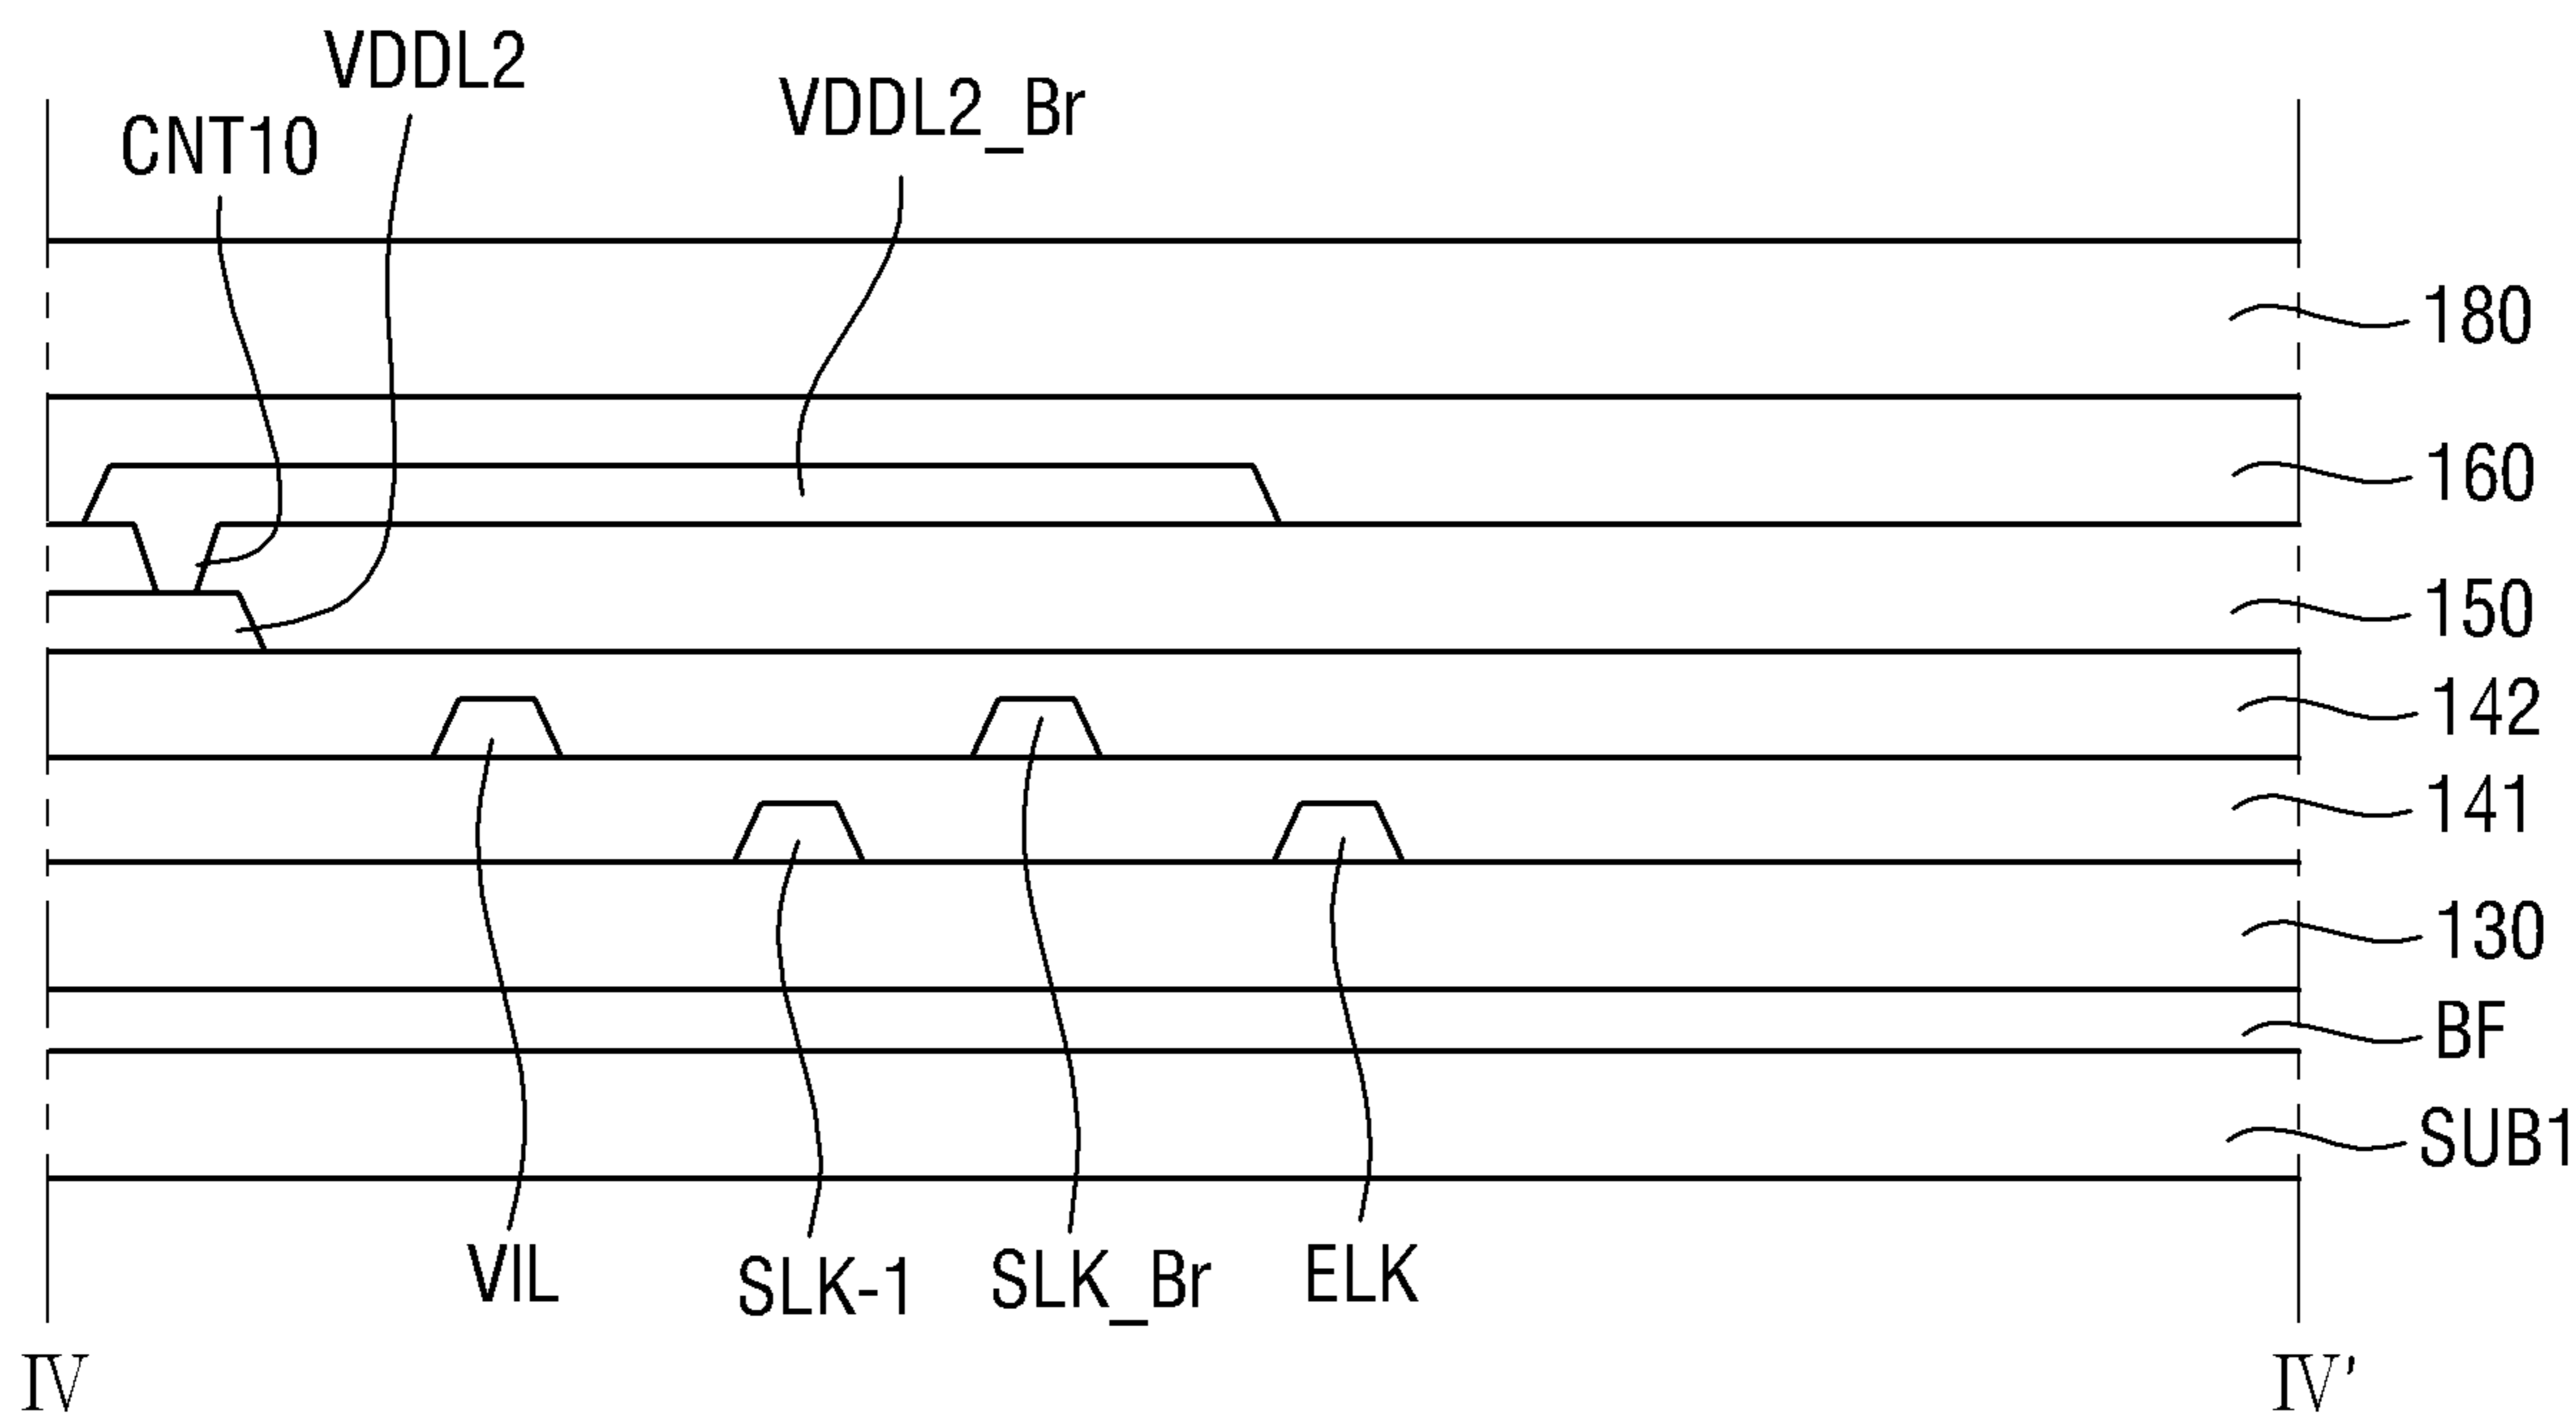 VDDL2
CNT10
VDDL2_Br
180
160
150
142
141
130
BF
SUB1
VIL
SLK-1
SLK_Br
ELK
IV
IV'